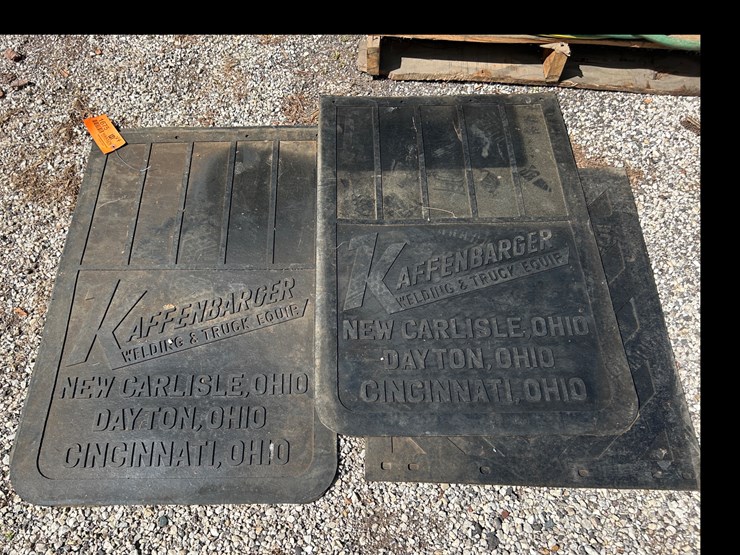 KAFFENBARGER
WELDING & TRUCK EQUIP
NEW CARLISLE, OHIO
DAYTON, OHIO
CINCINNATI, OHIO
KAFFENBARGER
WELDING & TRUCK EQUIP
NEW CARLISLE, OHIO
DAYTON, OHIO
CINCINNATI, OHIO